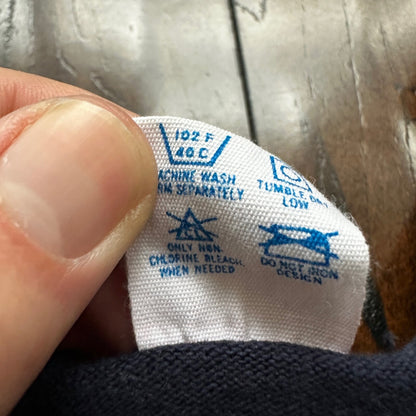 102 F
40 C
MACHINE WASH
WARM SEPARATELY
TUMBLE DRY
LOW
CL
ONLY NON-
CHLORINE BLEACH
WHEN NEEDED
DO NOT IRON
DESIGN